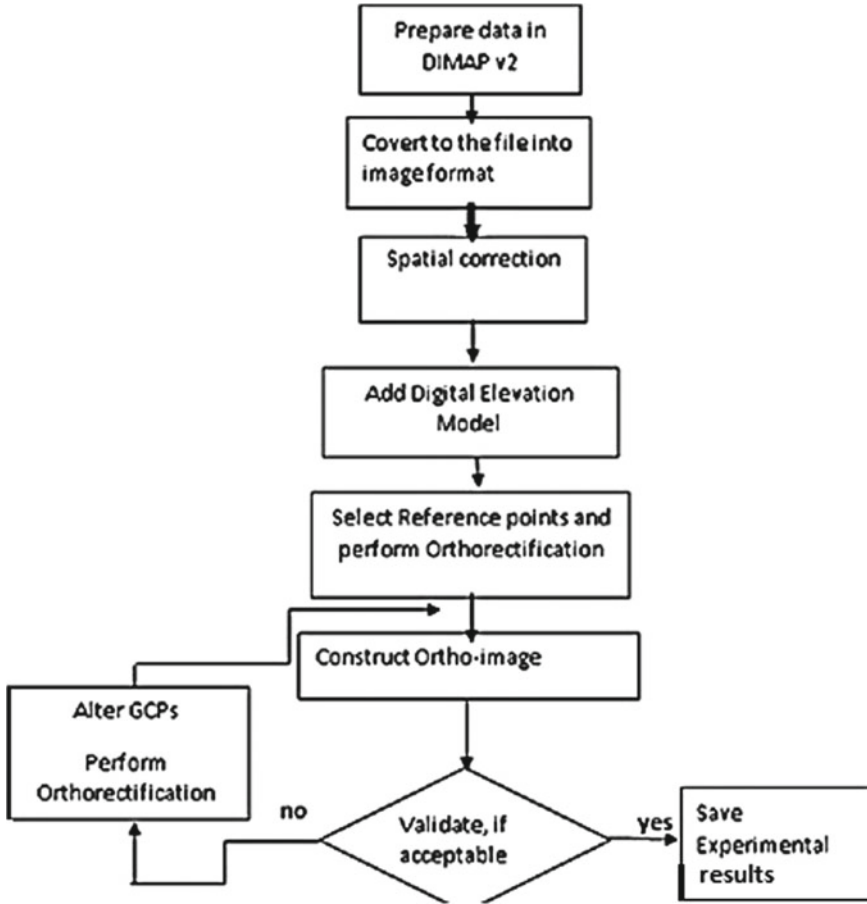 Prepare data in
DIMAP v2
Covert to the file into
image format
Spatial correction
Add Digital Elevation
Model
Select Reference points and
perform Orthorectification
Construct Ortho-image
Alter GCPs
Perform
Orthorectification
no
Validate, if
acceptable
yes
Save
Experimental
results